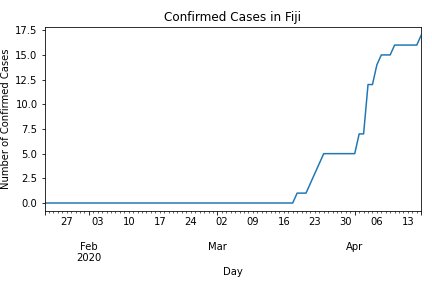 Confirmed Cases in Fiji
Number of Confirmed Cases
17.5
15.0
12.5
10.0
7.5
5.0
2.5
0.0
27 03 10 17 24 02 09 16 23 30 06 13
Feb Mar Apr
2020
Day